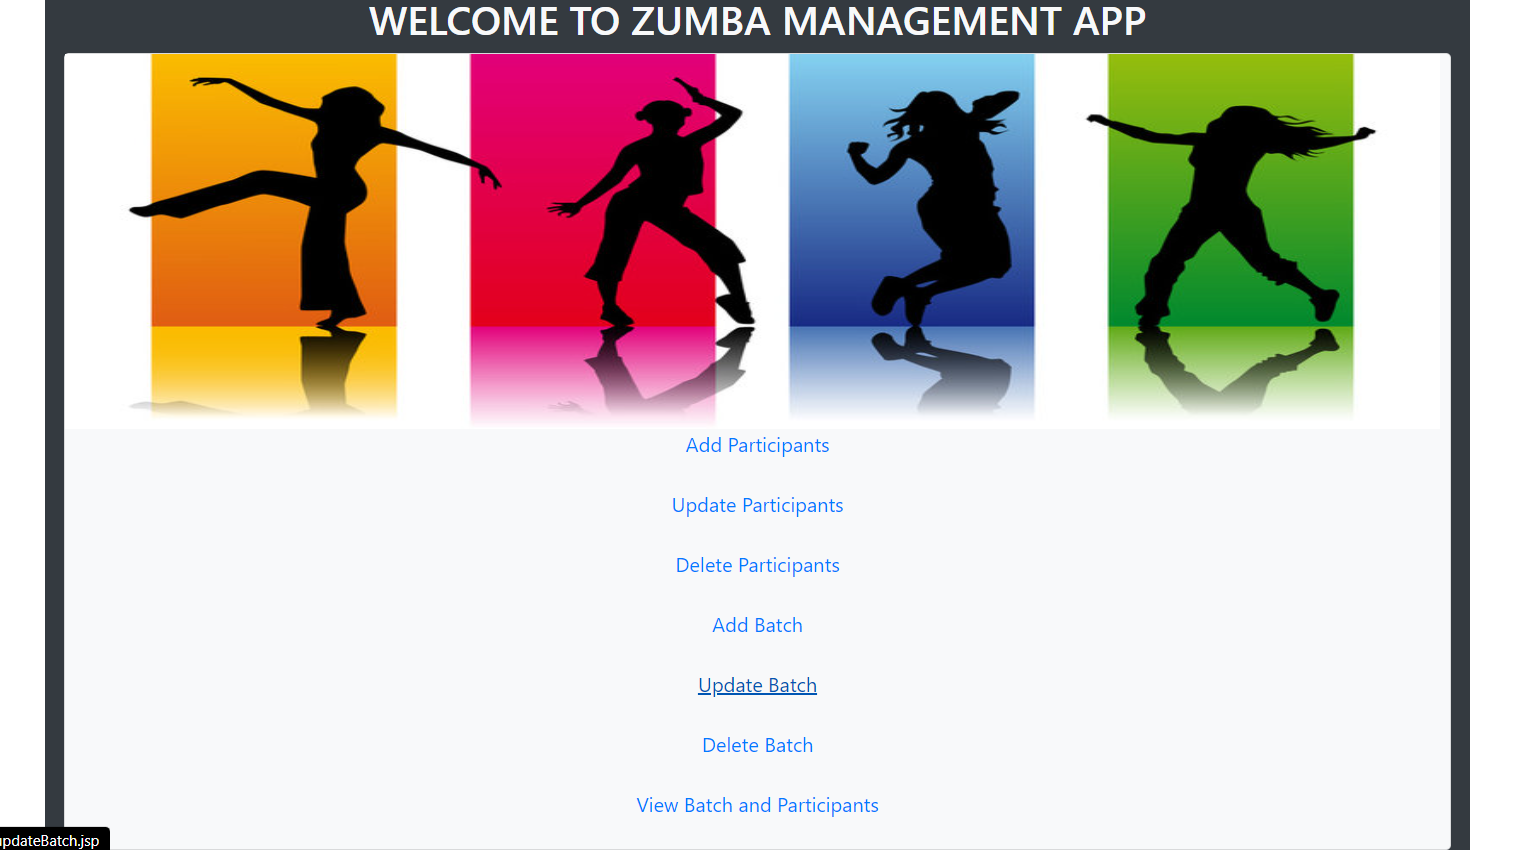 WELCOME TO ZUMBA MANAGEMENT APP
Add Participants
Update Participants
Delete Participants
Add Batch
Update Batch
Delete Batch
View Batch and Participants
updateBatch.jsp